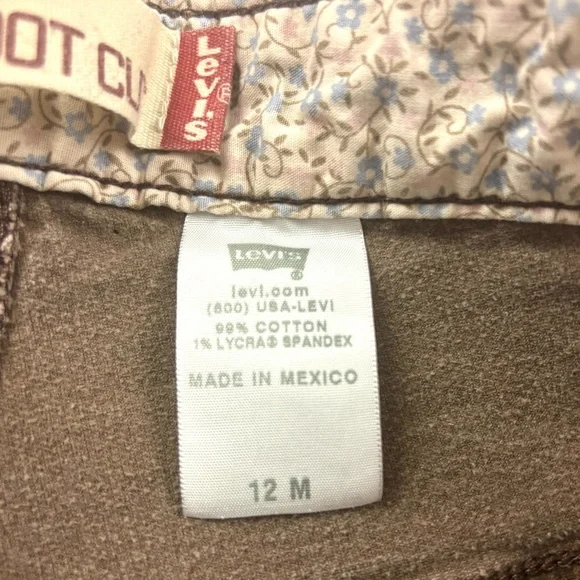 OOT CU
Levi's®
LEVI'S
®
levi.com
(800) USA-LEVI
99% COTTON
1% LYCRA® SPANDEX
MADE IN MEXICO
12 M